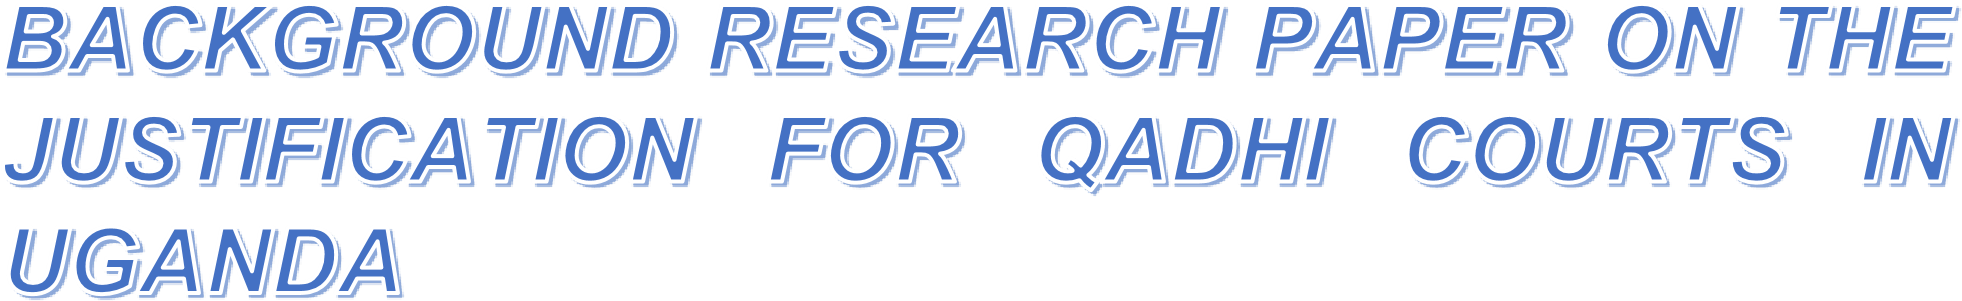 BACKGROUND RESEARCH PAPER ON THE
JUSTIFICATION FOR QADHI COURTS IN
UGANDA